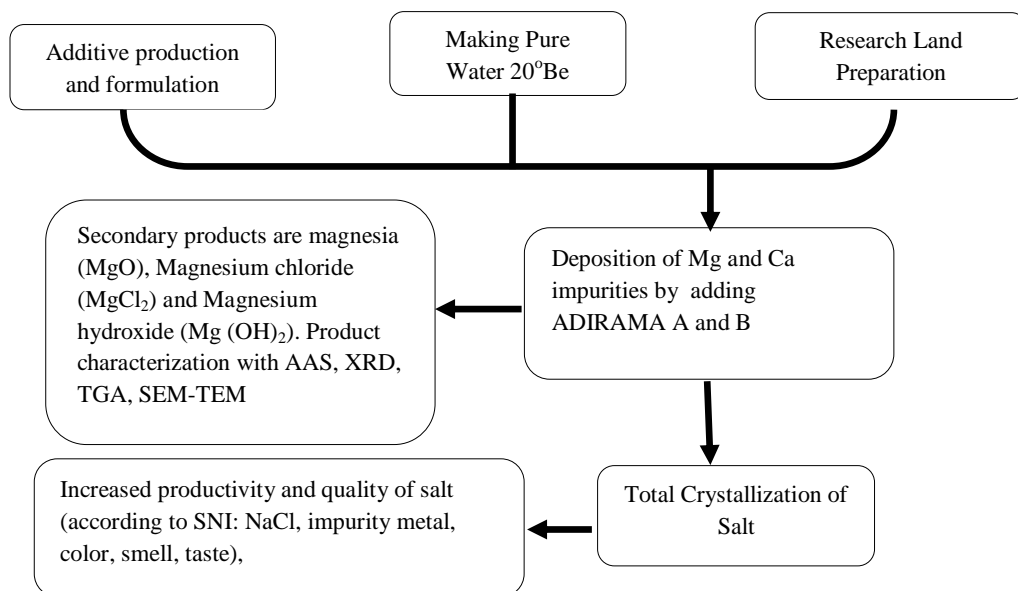 Additive production
and formulation
Making Pure
Water 20°Be
Research Land
Preparation
Secondary products are magnesia
(MgO), Magnesium chloride
(MgCl₂) and Magnesium
hydroxide (Mg (OH)₂). Product
characterization with AAS, XRD,
TGA, SEM-TEM
Deposition of Mg and Ca
impurities by adding
ADIRAMA A and B
Increased productivity and quality of salt
(according to SNI: NaCl, impurity metal,
color, smell, taste),
Total Crystallization of
Salt